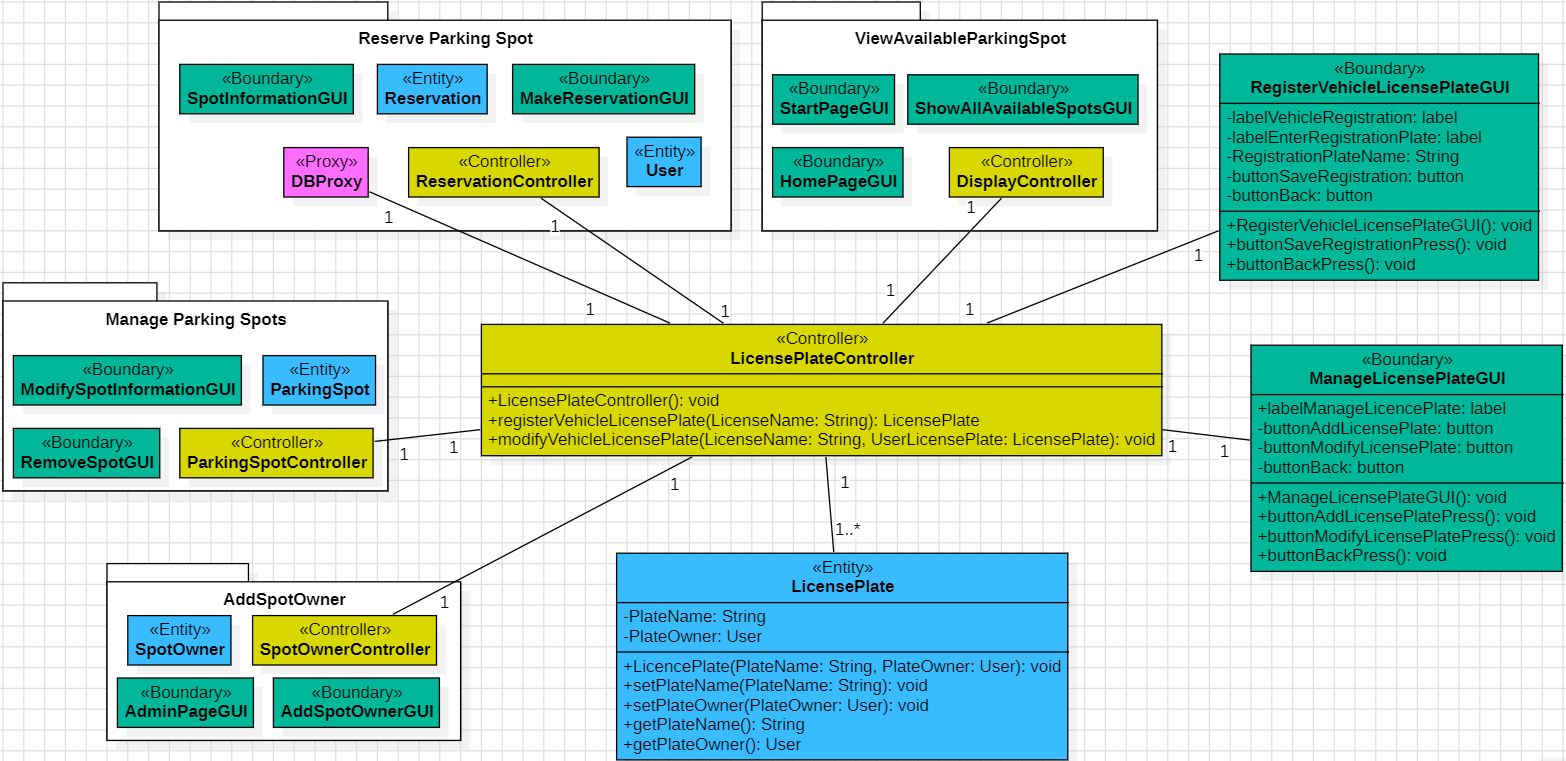 Reserve Parking Spot
«Boundary»
SpotInformationGUI
«Entity»
Reservation
«Boundary»
MakeReservationGUI
«Proxy»
DBProxy
«Controller»
ReservationController
«Entity»
User
1
1
1
1
ViewAvailableParkingSpot
«Boundary»
StartPageGUI
«Boundary»
ShowAllAvailableSpotsGUI
«Boundary»
HomePageGUI
«Controller»
DisplayController
1
1
«Boundary»
RegisterVehicleLicensePlateGUI
-labelVehicleRegistration: label
-labelEnterRegistrationPlate: label
-RegistrationPlateName: String
-buttonSaveRegistration: button
-buttonBack: button
+RegisterVehicleLicensePlateGUI(): void
+buttonSaveRegistrationPress(): void
+buttonBackPress(): void
1
1
Manage Parking Spots
«Boundary»
ModifySpotInformationGUI
«Entity»
ParkingSpot
«Boundary»
RemoveSpotGUI
«Controller»
ParkingSpotController
1
1
«Controller»
LicensePlateController
+LicensePlateController(): void
+registerVehicleLicensePlate(LicenseName: String): LicensePlate
+modifyVehicleLicensePlate(LicenseName: String, UserLicensePlate: LicensePlate): void
1
1
«Boundary»
ManageLicensePlateGUI
+labelManageLicencePlate: label
-buttonAddLicensePlate: button
-buttonModifyLicensePlate: button
-buttonBack: button
+ManageLicensePlateGUI(): void
+buttonAddLicensePlatePress(): void
+buttonModifyLicensePlatePress(): void
+buttonBackPress(): void
1
1
AddSpotOwner
«Entity»
SpotOwner
«Controller»
SpotOwnerController
«Boundary»
AdminPageGUI
«Boundary»
AddSpotOwnerGUI
1
1..*
«Entity»
LicensePlate
-PlateName: String
-PlateOwner: User
+LicencePlate(PlateName: String, PlateOwner: User): void
+setPlateName(PlateName: String): void
+setPlateOwner(PlateOwner: User): void
+getPlateName(): String
+getPlateOwner(): User